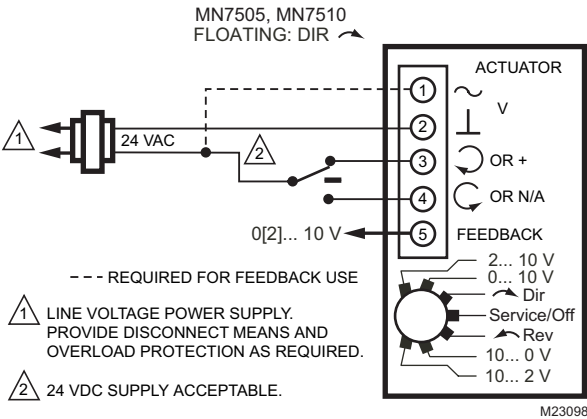 MN7505, MN7510
FLOATING: DIR
ACTUATOR
1
V
2
1
24 VAC
2
3
OR +
4
OR N/A
0[2]... 10 V
5
FEEDBACK
2... 10 V
0... 10 V
Dir
Service/Off
Rev
10... 0 V
10... 2 V
--- REQUIRED FOR FEEDBACK USE
1 LINE VOLTAGE POWER SUPPLY.
PROVIDE DISCONNECT MEANS AND
OVERLOAD PROTECTION AS REQUIRED.
2 24 VDC SUPPLY ACCEPTABLE.
M23098